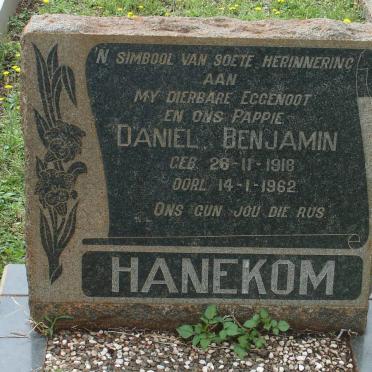 'N SIMBOOL VAN SOETE HERINNERING
AAN
MY DIERBARE EGGENOOT
EN ONS PAPPIE
DANIEL BENJAMIN
GEB. 26-11-1918
OORL. 14-1-1962
ONS GUN JOU DIE RUS
HANEKOM